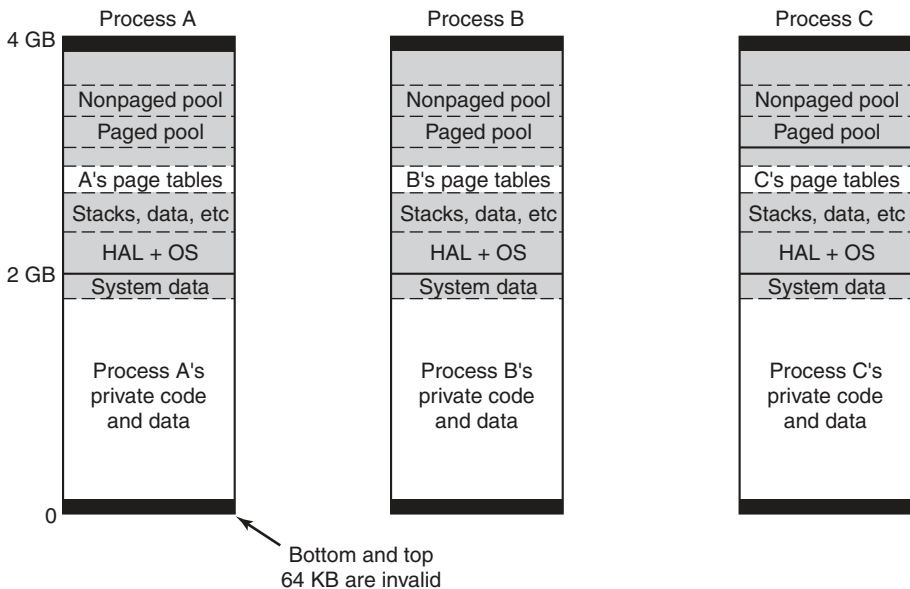 Process A
4 GB
Nonpaged pool
Paged pool
A's page tables
Stacks, data, etc
HAL + OS
2 GB
System data
Process A's
private code
and data
0
Bottom and top
64 KB are invalid
Process B
Nonpaged pool
Paged pool
B's page tables
Stacks, data, etc
HAL + OS
System data
Process B's
private code
and data
Process C
Nonpaged pool
Paged pool
C's page tables
Stacks, data, etc
HAL + OS
System data
Process C's
private code
and data